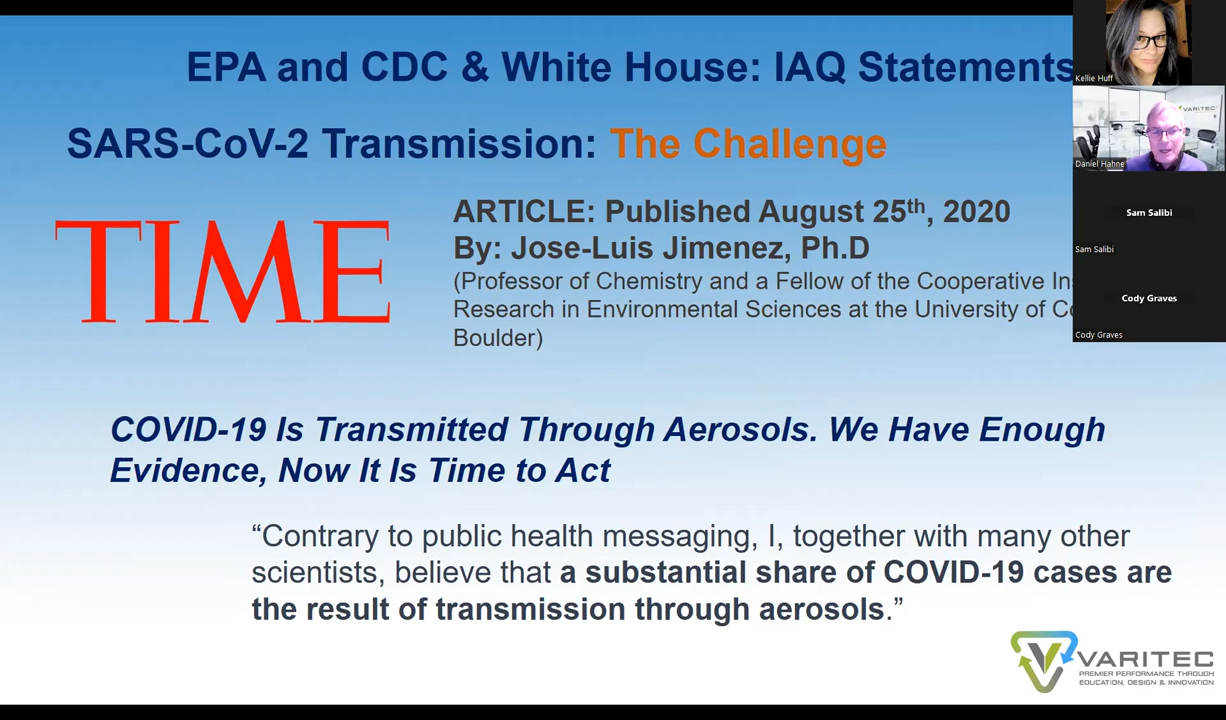 EPA and CDC & White House: IAQ Statements
SARS-CoV-2 Transmission: The Challenge
TIME
ARTICLE: Published August 25th, 2020
By: Jose-Luis Jimenez, Ph.D
(Professor of Chemistry and a Fellow of the Cooperative
Research in Environmental Sciences at the University of
Boulder)
COVID-19 Is Transmitted Through Aerosols. We Have Enough
Evidence, Now It Is Time to Act
“Contrary to public health messaging, I, together with many other
scientists, believe that a substantial share of COVID-19 cases are
the result of transmission through aerosols.”
VARITEC
PREMIER PERFORMANCE THROUGH
EDUCATION, DESIGN & INNOVATION
Kellie Huff
VARITEC
Daniel Hahne
Sam Salibi
Sam Salibi
Cody Graves
Cody Graves